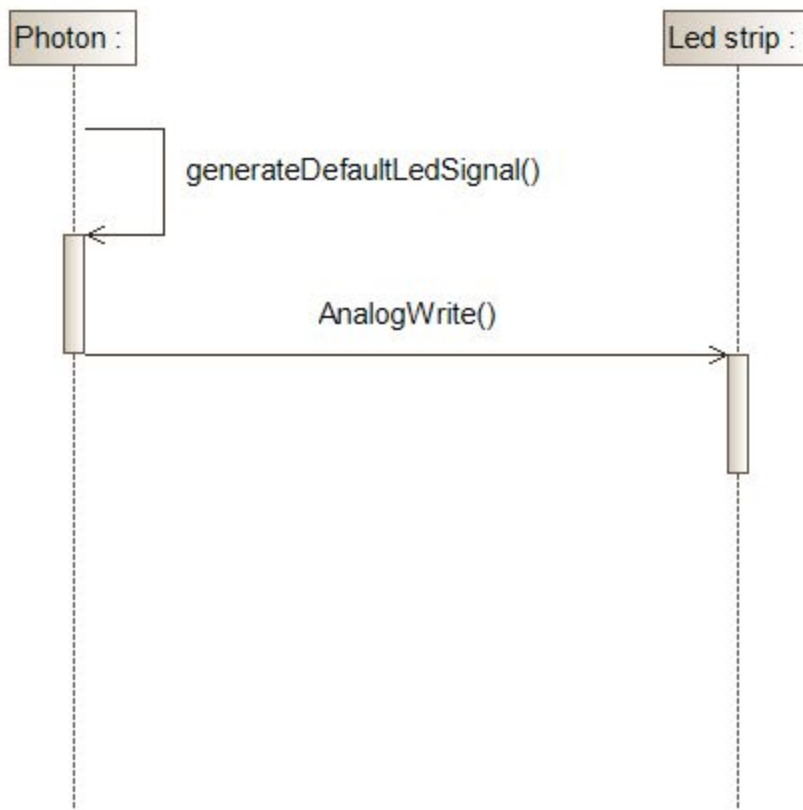 Photon :
Led strip :
generateDefaultLedSignal()
AnalogWrite()